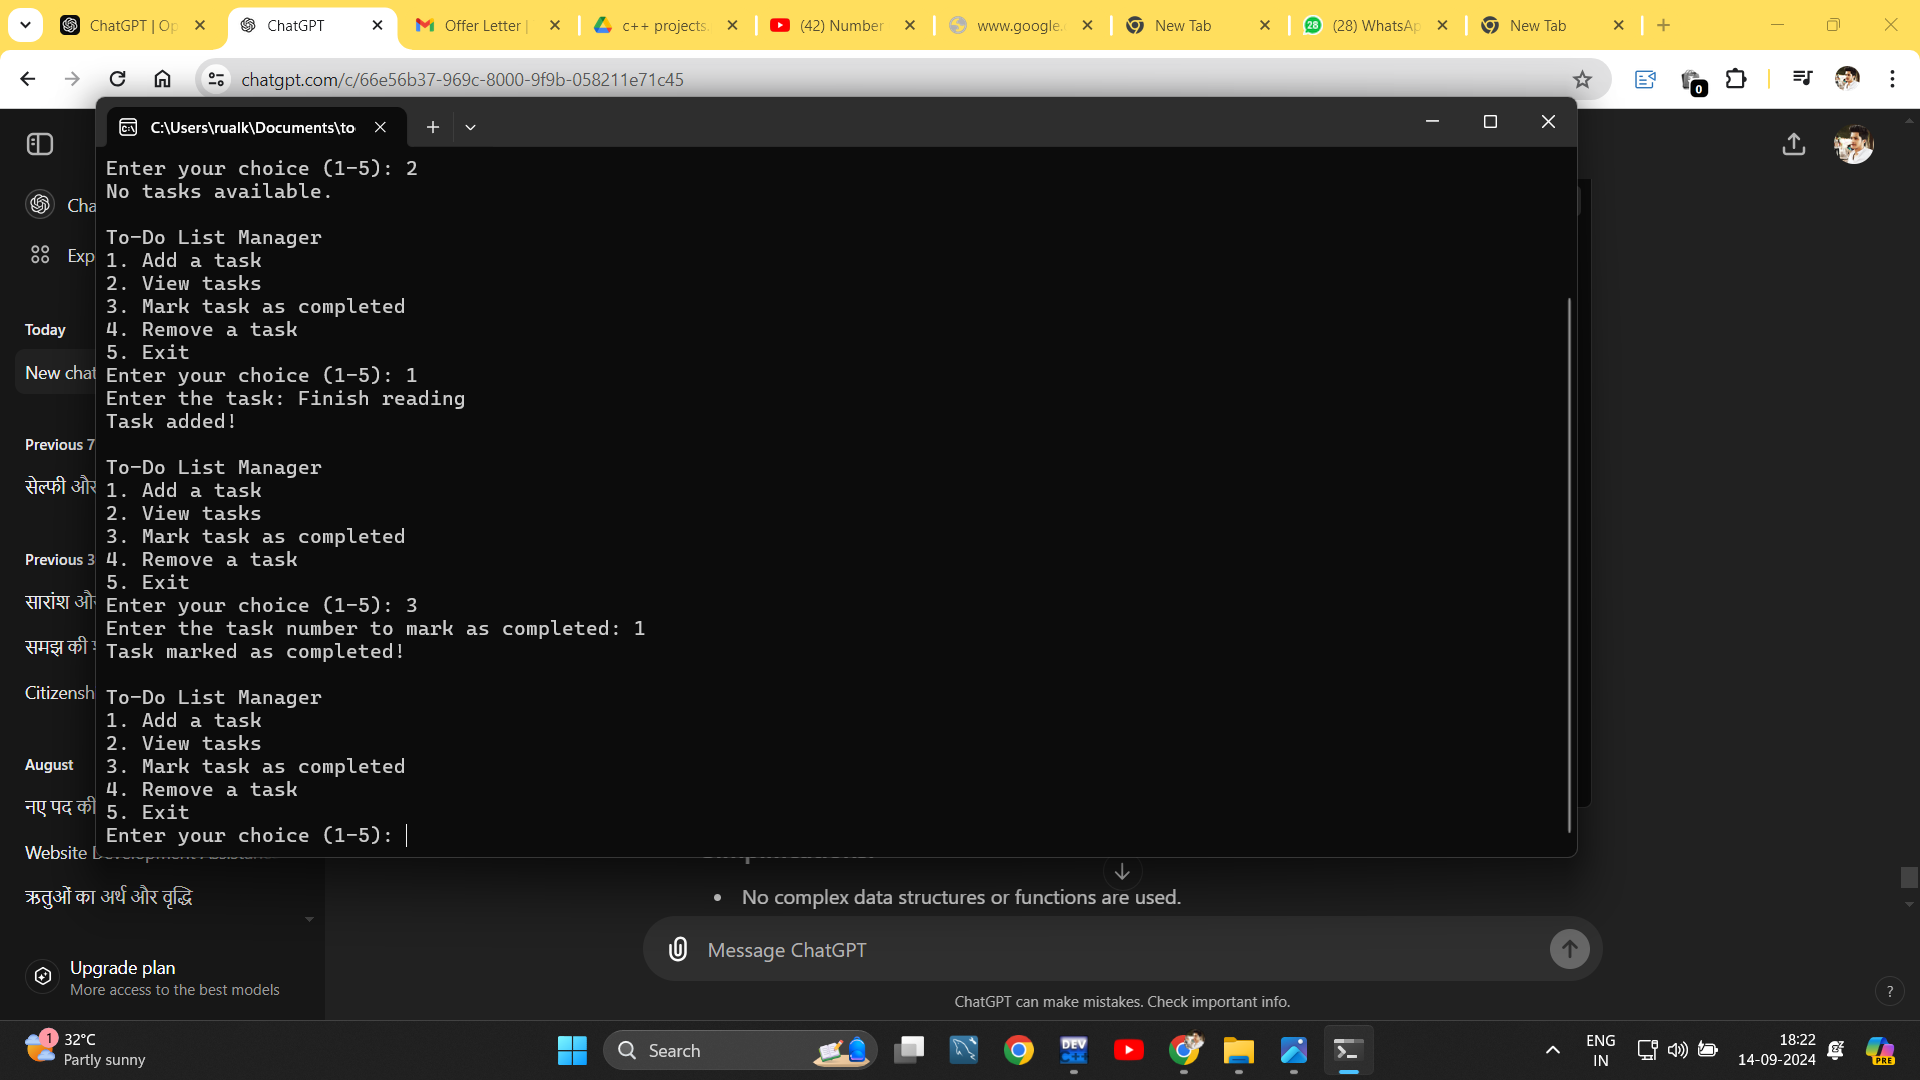 ChatGPT | Op
ChatGPT
Offer Letter |
c++ projects.
(42) Number
www.google.
New Tab
(28) WhatsAp
New Tab
chatgpt.com/c/66e56b37-969c-8000-9f9b-058211e71c45
0
C:\Users\rualk\Documents\to
Enter your choice (1-5): 2
No tasks available.
To-Do List Manager
1. Add a task
2. View tasks
3. Mark task as completed
4. Remove a task
5. Exit
Enter your choice (1-5): 1
Enter the task: Finish reading
Task added!
To-Do List Manager
1. Add a task
2. View tasks
3. Mark task as completed
4. Remove a task
5. Exit
Enter your choice (1-5): 3
Enter the task number to mark as completed: 1
Task marked as completed!
To-Do List Manager
1. Add a task
2. View tasks
3. Mark task as completed
4. Remove a task
5. Exit
Enter your choice (1-5):
Cha
Exp
Today
New chat
Previous 7
सेल्फी और
Previous 3
सारांश और
समझ की
Citizensh
August
नए पद की
Website
ऋतुओं का अर्थ और वृद्धि
Upgrade plan
More access to the best models
• No complex data structures or functions are used.
Message ChatGPT
ChatGPT can make mistakes. Check important info.
?
1
32°C
Partly sunny
Search
DEV
C++
ENG
IN
18:22
14-09-2024
PRE